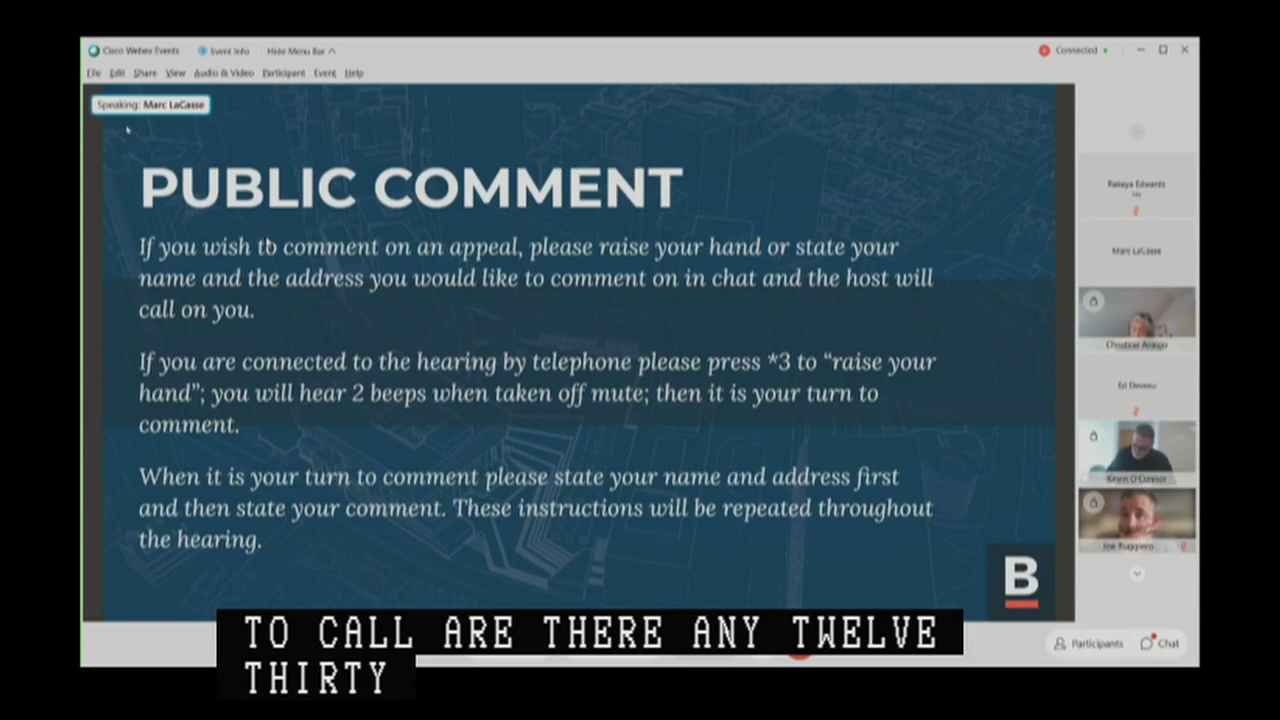 Cisco Webex Events Event Info Hide Menu Bar Connected
File Edit Share View Audio & Video Participant Event Help
Speaking: Marc LaCasse
PUBLIC COMMENT
If you wish to comment on an appeal, please raise your hand or state your
name and the address you would like to comment on in chat and the host will
call on you.
If you are connected to the hearing by telephone please press *3 to “raise your
hand”; you will hear 2 beeps when taken off mute; then it is your turn to
comment.
When it is your turn to comment please state your name and address first
and then state your comment. These instructions will be repeated throughout
the hearing.
B
Rakeya Edwards
Me
Marc LaCasse
Christine Araujo
Ed Deveau
Kevin O'Connor
Joe Ruggiero
Participants Chat
TO CALL ARE THERE ANY TWELVE
THIRTY